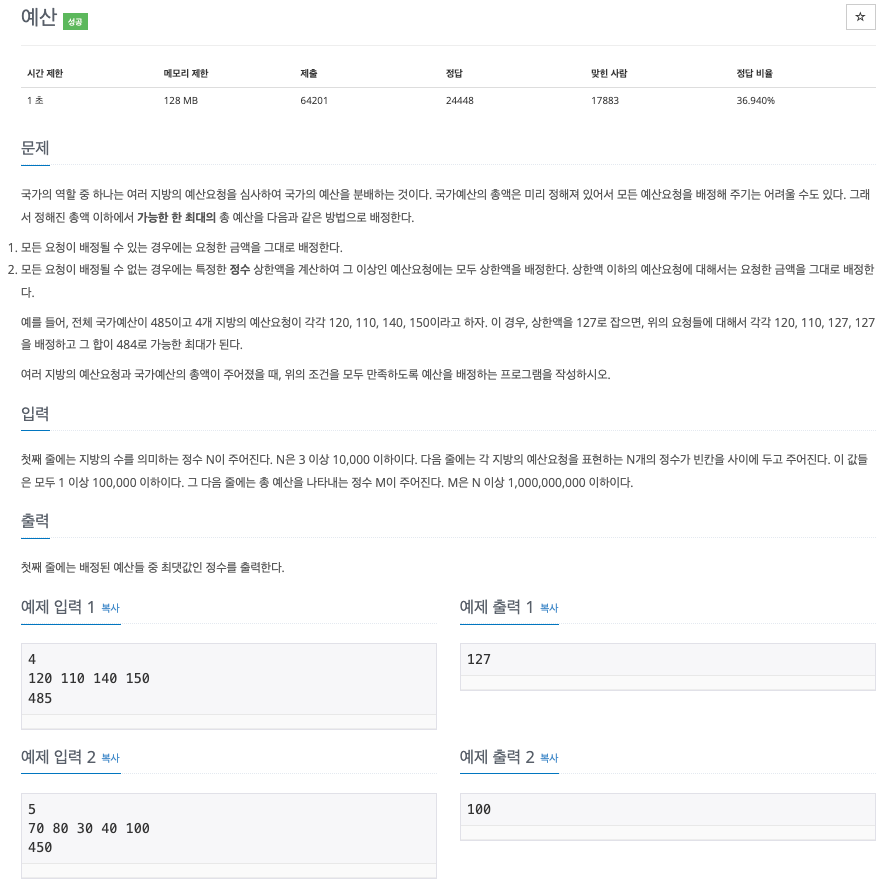 예산 성공
☆
시간 제한 메모리 제한 제출 정답 맞힌 사람 정답 비율
1 초 128 MB 64201 24448 17883 36.940%
문제
국가의 역할 중 하나는 여러 지방의 예산요청을 심사하여 국가의 예산을 분배하는 것이다. 국가예산의 총액은 미리 정해져 있어서 모든 예산요청을 배정해 주기는 어려울 수도 있다. 그래
서 정해진 총액 이하에서 가능한 한 최대의 총 예산을 다음과 같은 방법으로 배정한다.
1. 모든 요청이 배정될 수 있는 경우에는 요청한 금액을 그대로 배정한다.
2. 모든 요청이 배정될 수 없는 경우에는 특정한 정수 상한액을 계산하여 그 이상인 예산요청에는 모두 상한액을 배정한다. 상한액 이하의 예산요청에 대해서는 요청한 금액을 그대로 배정한
다.
예를 들어, 전체 국가예산이 485이고 4개 지방의 예산요청이 각각 120, 110, 140, 150이라고 하자. 이 경우, 상한액을 127로 잡으면, 위의 요청들에 대해서 각각 120, 110, 127, 127
을 배정하고 그 합이 484로 가능한 최대가 된다.
여러 지방의 예산요청과 국가예산의 총액이 주어졌을 때, 위의 조건을 모두 만족하도록 예산을 배정하는 프로그램을 작성하시오.
입력
첫째 줄에는 지방의 수를 의미하는 정수 N이 주어진다. N은 3 이상 10,000 이하이다. 다음 줄에는 각 지방의 예산요청을 표현하는 N개의 정수가 빈칸을 사이에 두고 주어진다. 이 값들
은 모두 1 이상 100,000 이하이다. 그 다음 줄에는 총 예산을 나타내는 정수 M이 주어진다. M은 N 이상 1,000,000,000 이하이다.
출력
첫째 줄에는 배정된 예산들 중 최댓값인 정수를 출력한다.
예제 입력 1 복사
4
120 110 140 150
485
예제 출력 1 복사
127
예제 입력 2 복사
5
70 80 30 40 100
450
예제 출력 2 복사
100